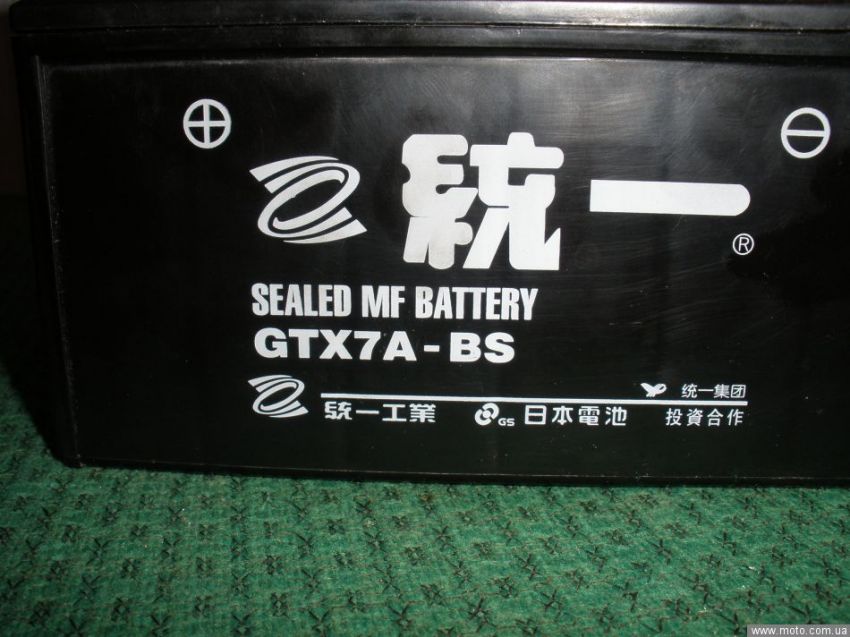 ⊕ ⊖
統一
®
SEALED MF BATTERY
GTX7A-BS
统一集团
統一工業 GS 日本電池 投資合作
www.moto.com.ua